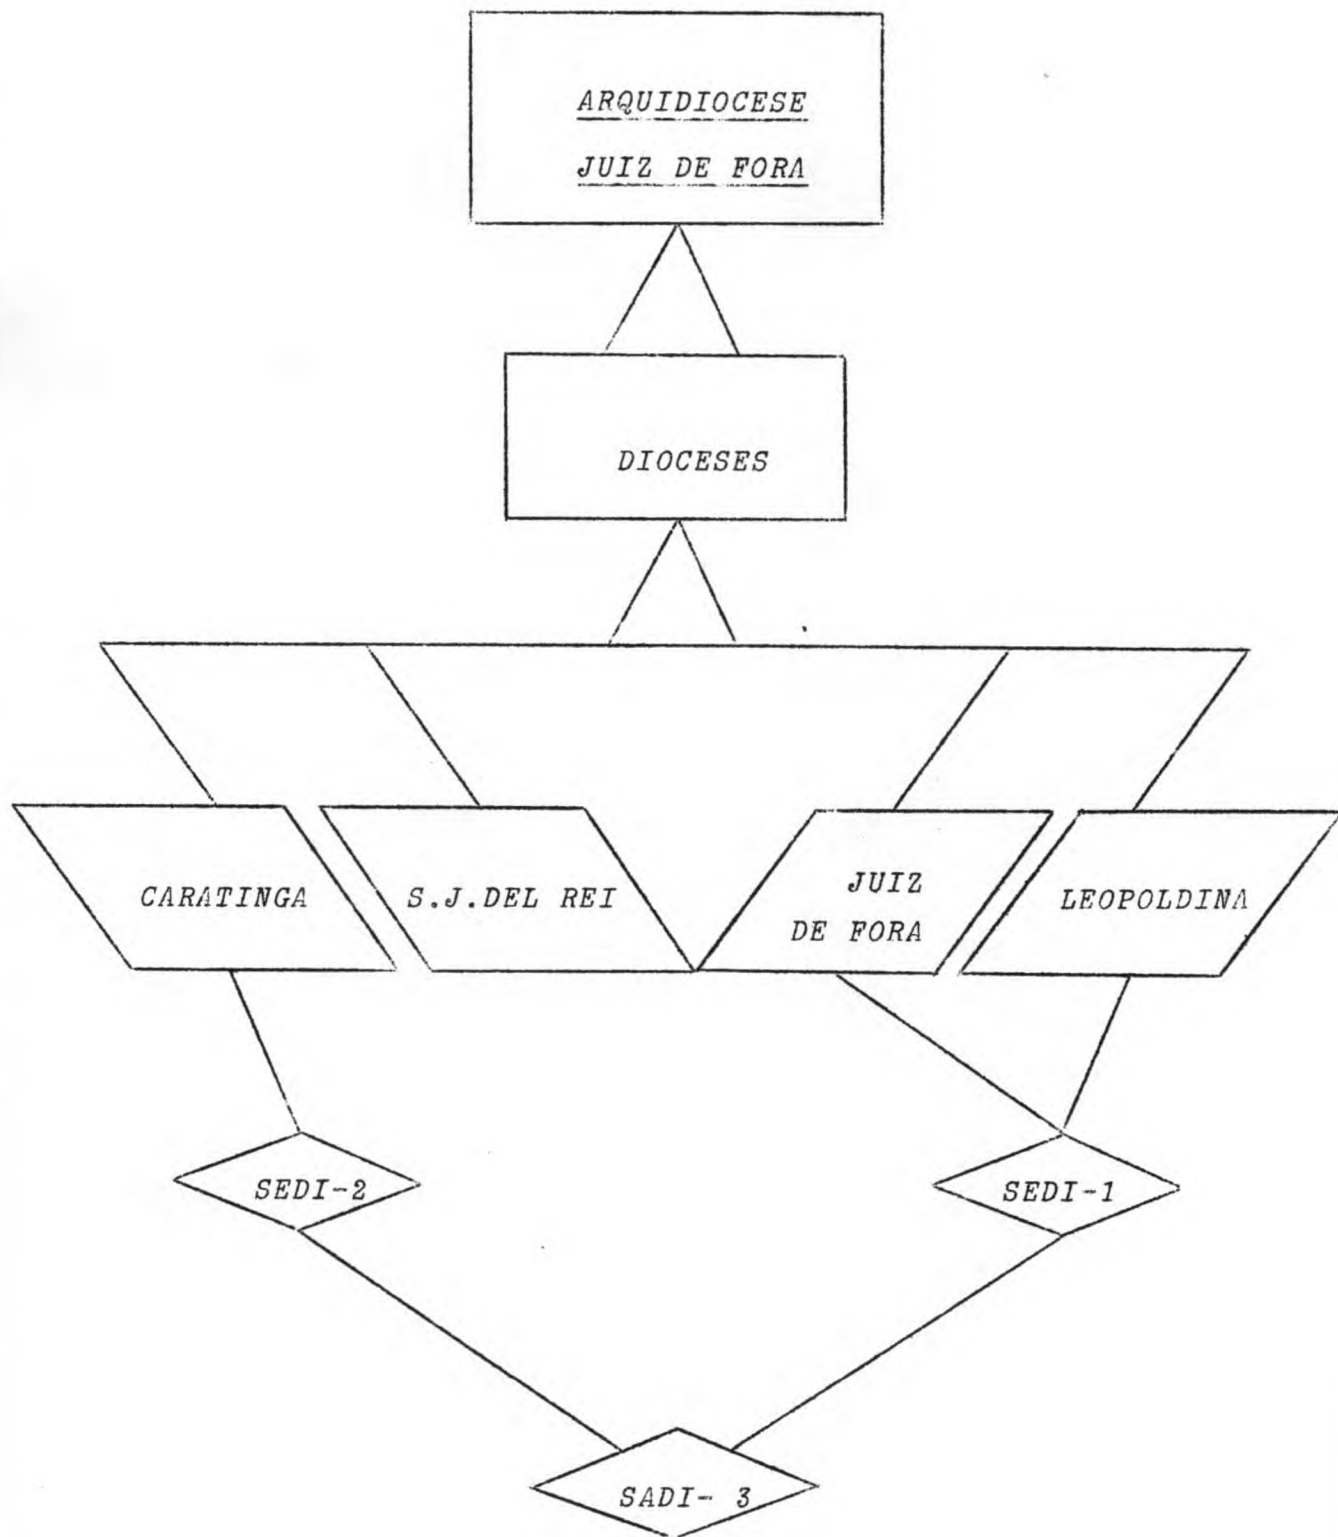 ARQUIDIOCESE
JUIZ DE FORA
DIOCESES
CARATINGA
S.J.DEL REI
JUIZ
DE FORA
LEOPOLDINA
SEDI-2
SEDI-1
SADI- 3